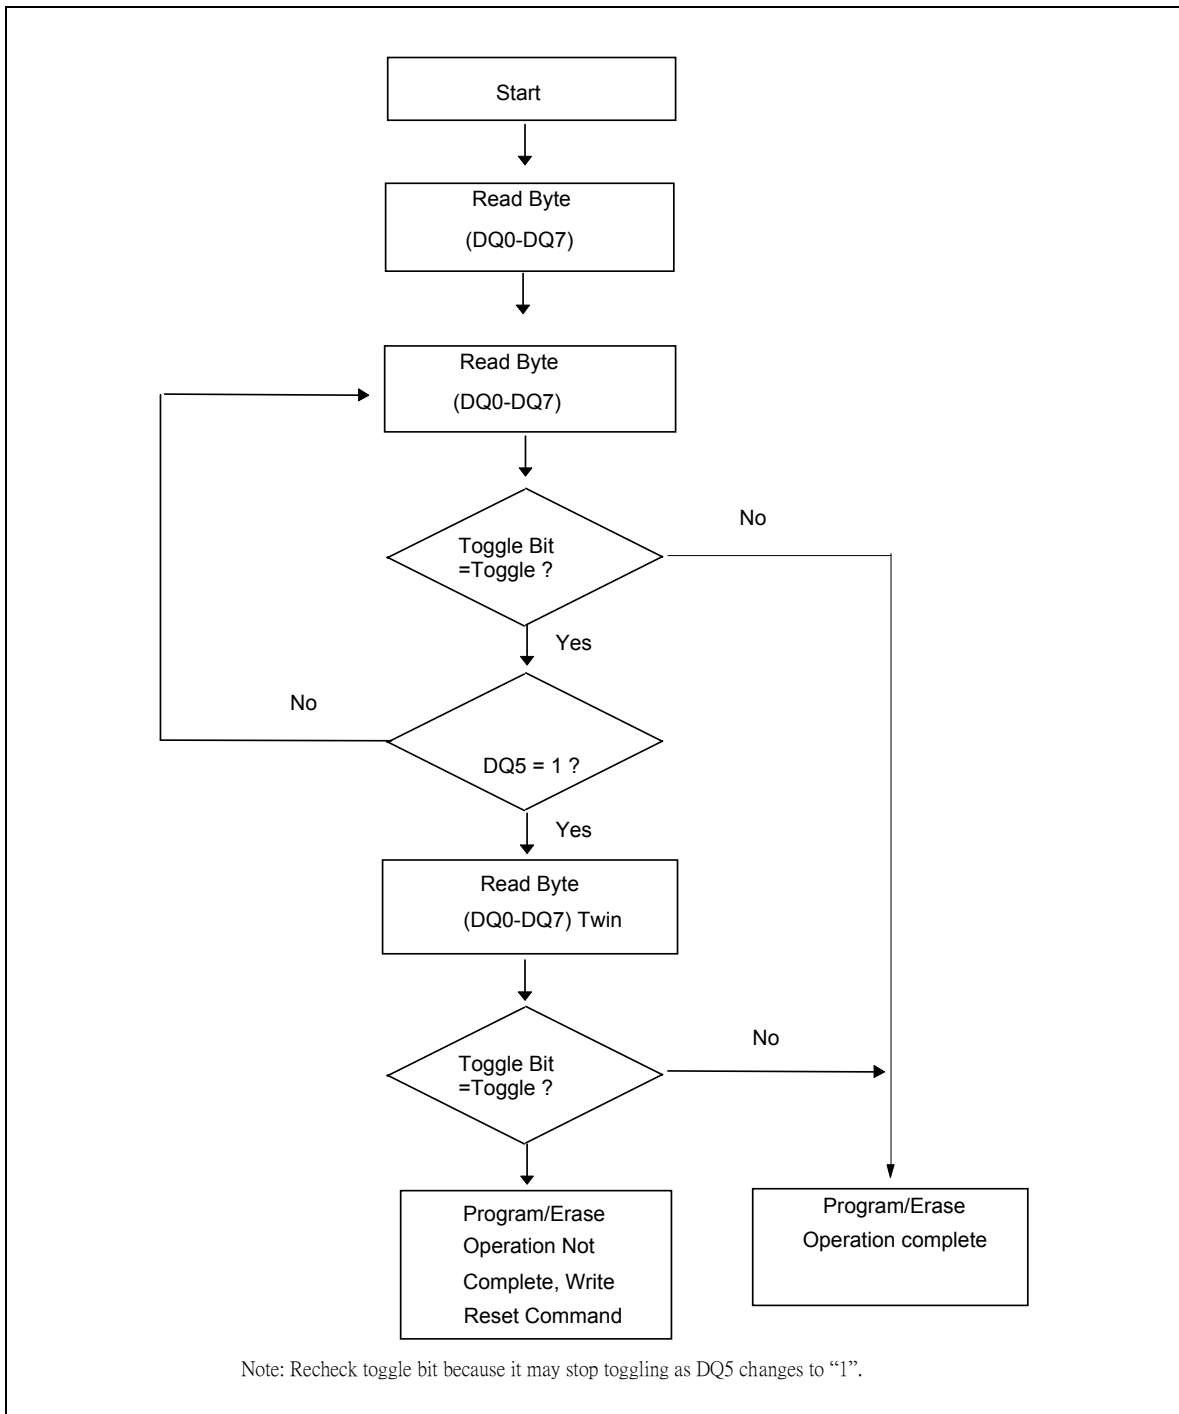 Start
Read Byte
(DQ0-DQ7)
Read Byte
(DQ0-DQ7)
No
Toggle Bit
=Toggle ?
Yes
No
DQ5 = 1 ?
Yes
Read Byte
(DQ0-DQ7) Twin
No
Toggle Bit
=Toggle ?
Program/Erase
Operation Not
Complete, Write
Reset Command
Program/Erase
Operation complete
Note: Recheck toggle bit because it may stop toggling as DQ5 changes to “1”.